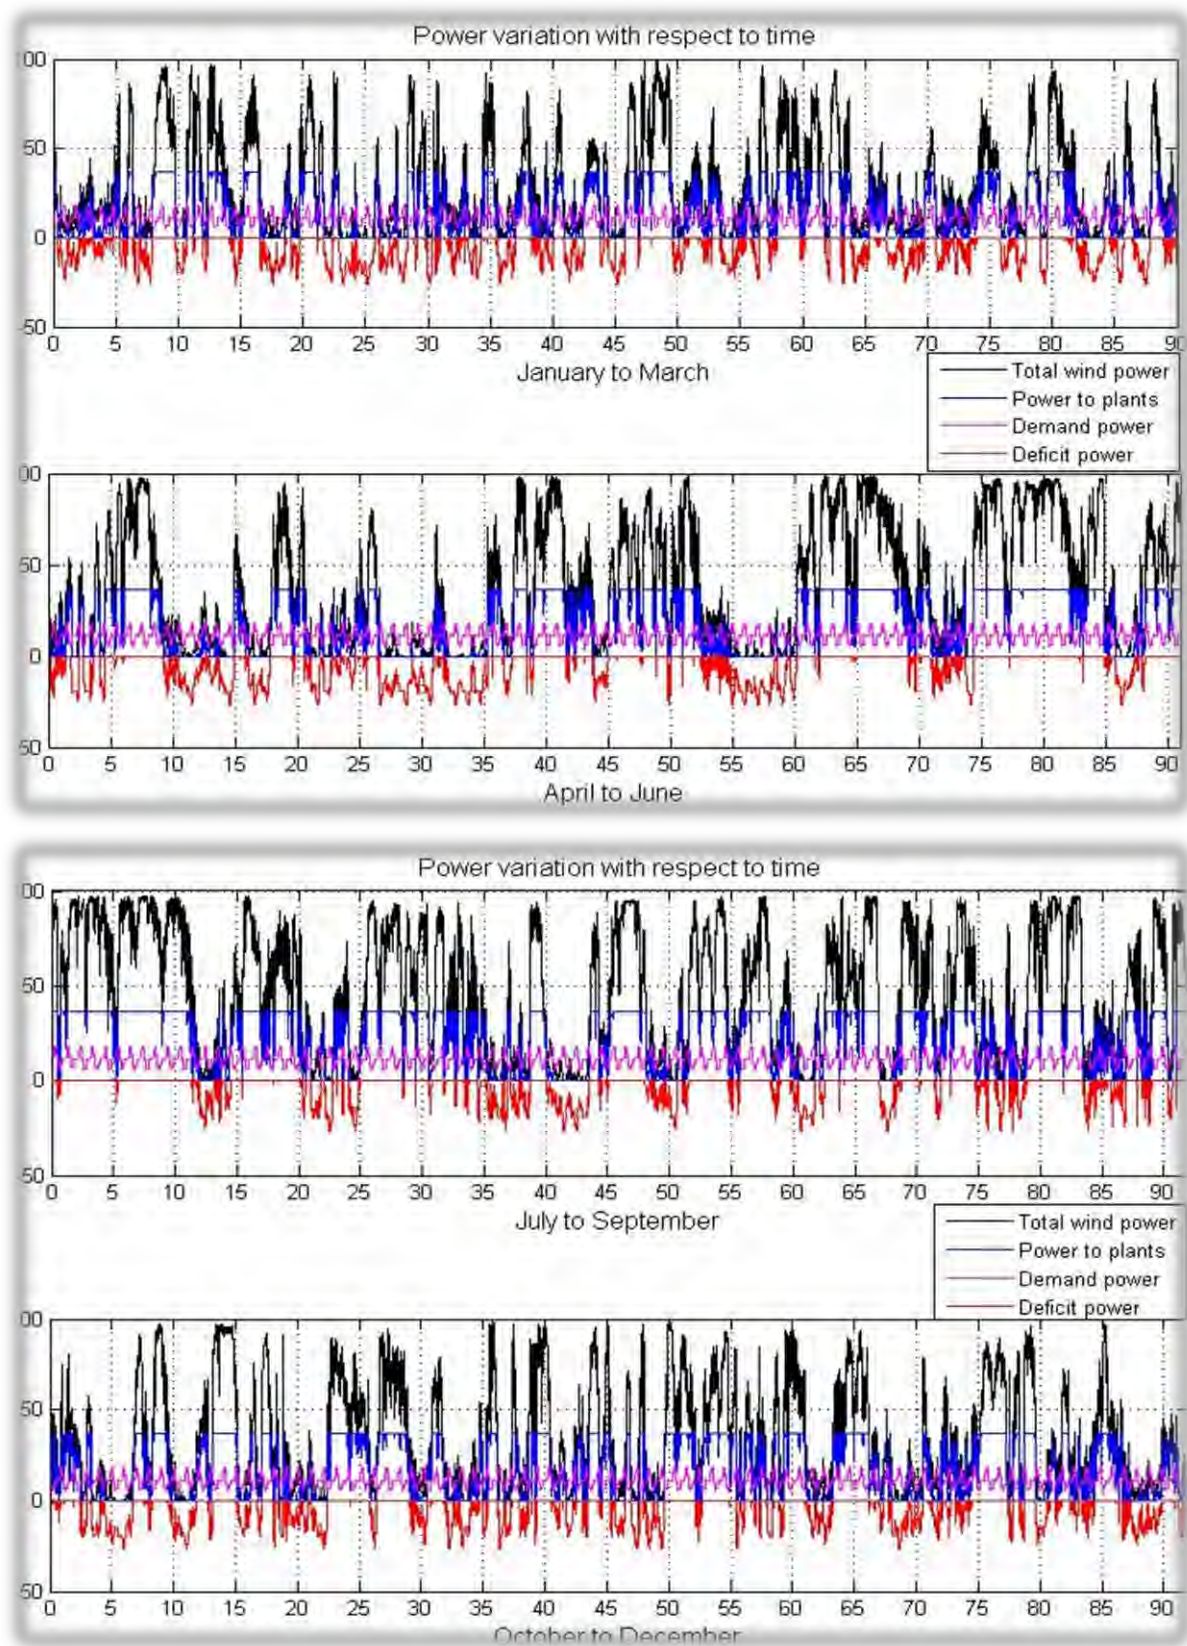 Power variation with respect to time
00
50
0
50
0 5 10 15 20 25 30 35 40 45 50 55 60 65 70 75 80 85 90
January to March
Total wind power
Power to plants
Demand power
Deficit power
00
50
0
50
0 5 10 15 20 25 30 35 40 45 50 55 60 65 70 75 80 85 90
April to June
Power variation with respect to time
00
50
0
50
0 5 10 15 20 25 30 35 40 45 50 55 60 65 70 75 80 85 90
July to September
Total wind power
Power to plants
Demand power
Deficit power
00
50
0
50
0 5 10 15 20 25 30 35 40 45 50 55 60 65 70 75 80 85 90
October to December